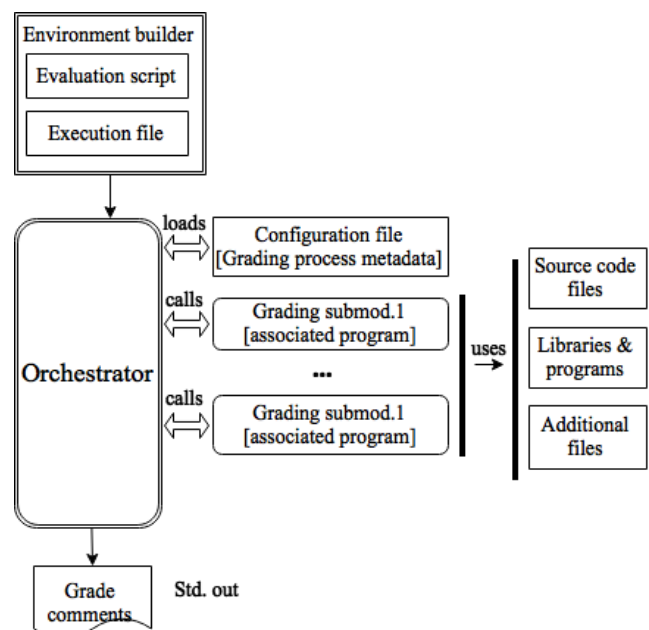 Environment builder
Evaluation script
Execution file
Orchestrator
loads
Configuration file
[Grading process metadata]
calls
Grading submod.1
[associated program]
...
calls
Grading submod.1
[associated program]
uses
Source code
files
Libraries &
programs
Additional
files
Grade
comments
Std. out